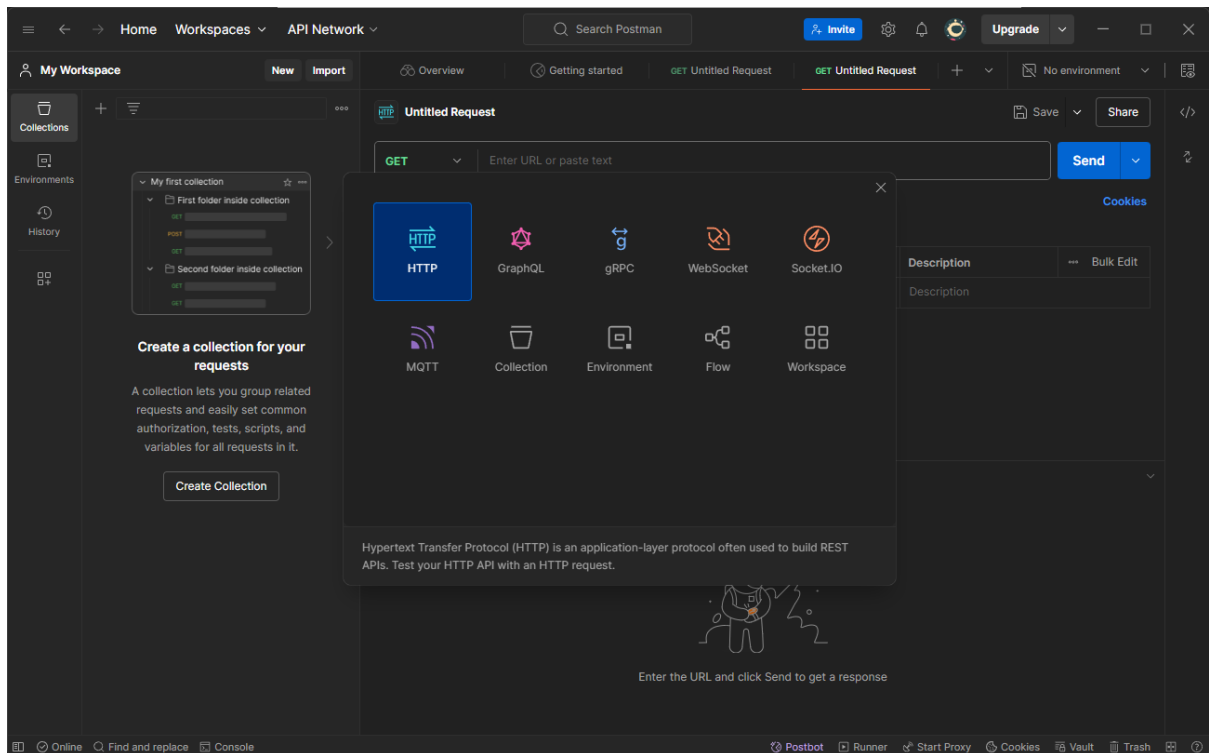 Home Workspaces API Network Search Postman Invite Upgrade
My Workspace New Import Overview Getting started GET Untitled Request GET Untitled Request No environment
Collections
Environments
History
My first collection
First folder inside collection
GET
POST
GET
Second folder inside collection
GET
GET
Create a collection for your
requests
A collection lets you group related
requests and easily set common
authorization, tests, scripts, and
variables for all requests in it.
Create Collection
HTTP Untitled Request Save Share
GET Enter URL or paste text Send
Cookies
Description Bulk Edit
Description
HTTP
HTTP GraphQL gRPC WebSocket Socket.IO
MQTT Collection Environment Flow Workspace
Hypertext Transfer Protocol (HTTP) is an application-layer protocol often used to build REST
APIs. Test your HTTP API with an HTTP request.
Enter the URL and click Send to get a response
Online Find and replace Console Postbot Runner Start Proxy Cookies Vault Trash